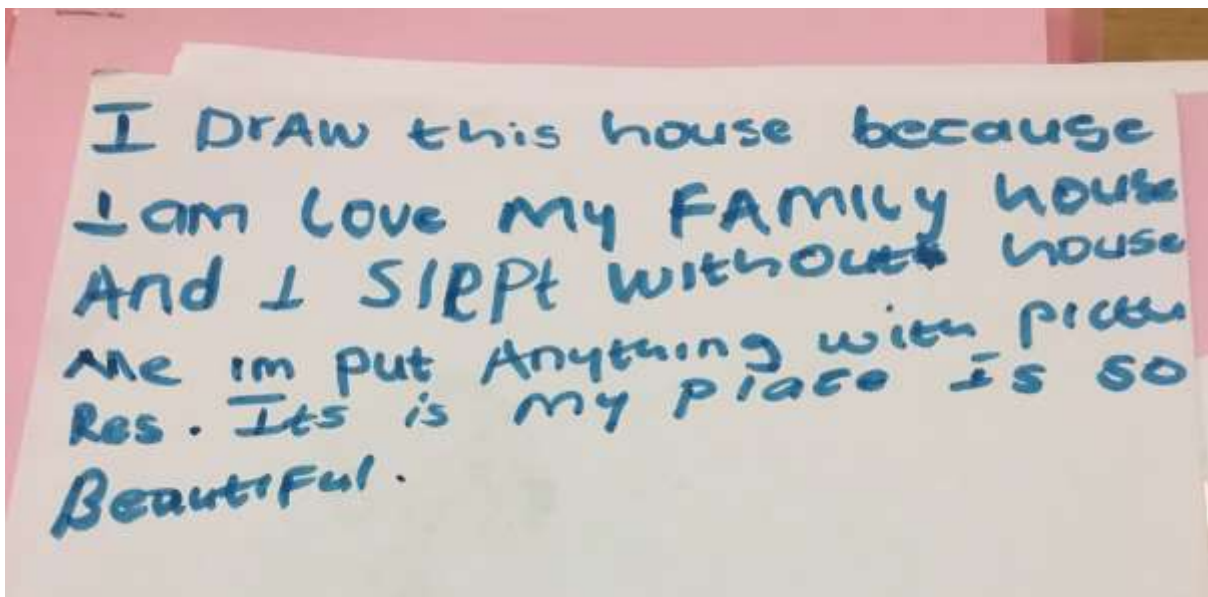 I DrAW this house because
I am Love my FAMILY house
And I Slept without house
Me im put Anything with pictu
Res. Its is my place Is so
Beautiful.